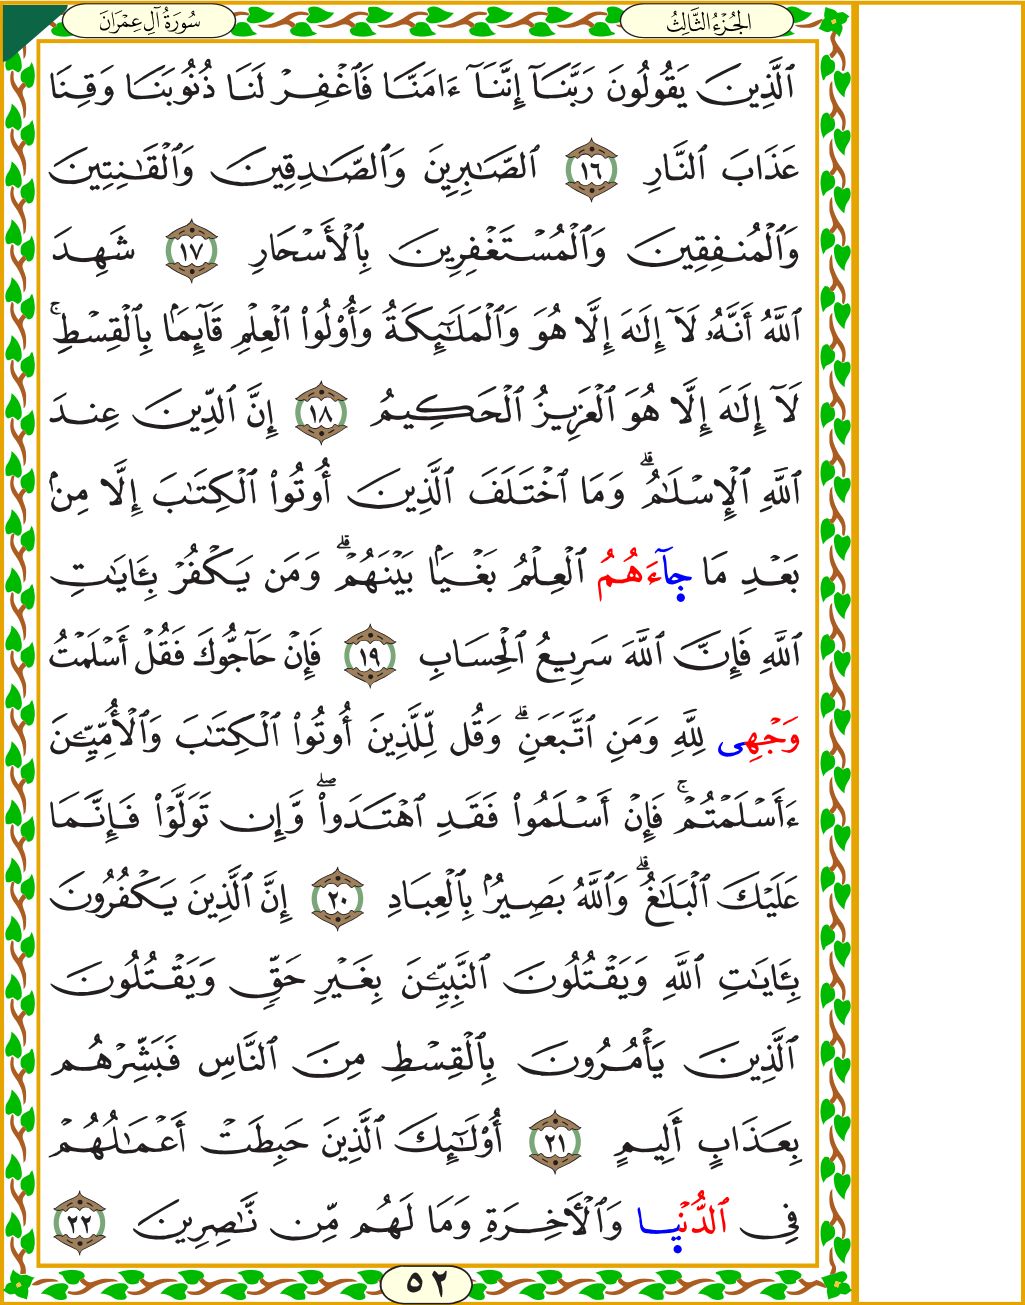 الجُزْءُ الثَّالِثُ
سُورَةُ آلِ عِمْرَانَ
ٱلَّذِينَ يَقُولُونَ رَبَّنَآ إِنَّنَآ ءَامَنَّا فَٱغْفِرْ لَنَا ذُنُوبَنَا وَقِنَا
عَذَابَ ٱلنَّارِ ١٦ ٱلصَّٰبِرِينَ وَٱلصَّٰدِقِينَ وَٱلْقَٰنِتِينَ
وَٱلْمُنفِقِينَ وَٱلْمُسْتَغْفِرِينَ بِٱلْأَسْحَارِ ١٧ شَهِدَ
ٱللَّهُ أَنَّهُۥ لَآ إِلَٰهَ إِلَّا هُوَ وَٱلْمَلَٰٓئِكَةُ وَأُو۟لُوا۟ ٱلْعِلْمِ قَآئِمَۢا بِٱلْقِسْطِۚ
لَآ إِلَٰهَ إِلَّا هُوَ ٱلْعَزِيزُ ٱلْحَكِيمُ ١٨ إِنَّ ٱلدِّينَ عِندَ
ٱللَّهِ ٱلْإِسْلَٰمُۗ وَمَا ٱخْتَلَفَ ٱلَّذِينَ أُوتُوا۟ ٱلْكِتَٰبَ إِلَّا مِنۢ
بَعْدِ مَا جَآءَهُمُ ٱلْعِلْمُ بَغْيَۢا بَيْنَهُمْۗ وَمَن يَكْفُرْ بِـَٔايَٰتِ
ٱللَّهِ فَإِنَّ ٱللَّهَ سَرِيعُ ٱلْحِسَابِ ١٩ فَإِنْ حَآجُّوكَ فَقُلْ أَسْلَمْتُ
وَجْهِى لِلَّهِ وَمَنِ ٱتَّبَعَنِۗ وَقُل لِّلَّذِينَ أُوتُوا۟ ٱلْكِتَٰبَ وَٱلْأُمِّيِّـۧنَ
ءَأَسْلَمْتُمْۚ فَإِنْ أَسْلَمُوا۟ فَقَدِ ٱهْتَدَوا۟ۖ وَّإِن تَوَلَّوْا۟ فَإِنَّمَا
عَلَيْكَ ٱلْبَلَٰغُۗ وَٱللَّهُ بَصِيرُۢ بِٱلْعِبَادِ ٢٠ إِنَّ ٱلَّذِينَ يَكْفُرُونَ
بِـَٔايَٰتِ ٱللَّهِ وَيَقْتُلُونَ ٱلنَّبِيِّـۧنَ بِغَيْرِ حَقٍّ وَيَقْتُلُونَ
ٱلَّذِينَ يَأْمُرُونَ بِٱلْقِسْطِ مِنَ ٱلنَّاسِ فَبَشِّرْهُم
بِعَذَابٍ أَلِيمٍ ٢١ أُو۟لَٰٓئِكَ ٱلَّذِينَ حَبِطَتْ أَعْمَٰلُهُمْ
فِى ٱلدُّنْيَا وَٱلْأٓخِرَةِ وَمَا لَهُم مِّن نَّٰصِرِينَ ٢٢
٥٢